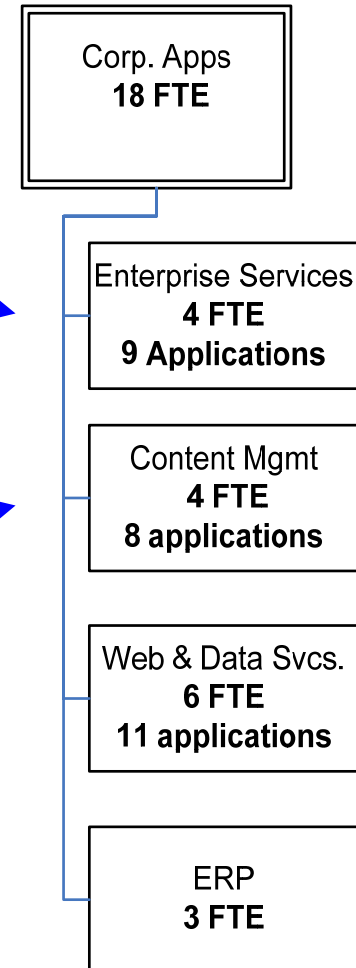 Corp. Apps
18 FTE
Enterprise Services
4 FTE
9 Applications
Content Mgmt
4 FTE
8 applications
Web & Data Svcs.
6 FTE
11 applications
ERP
3 FTE